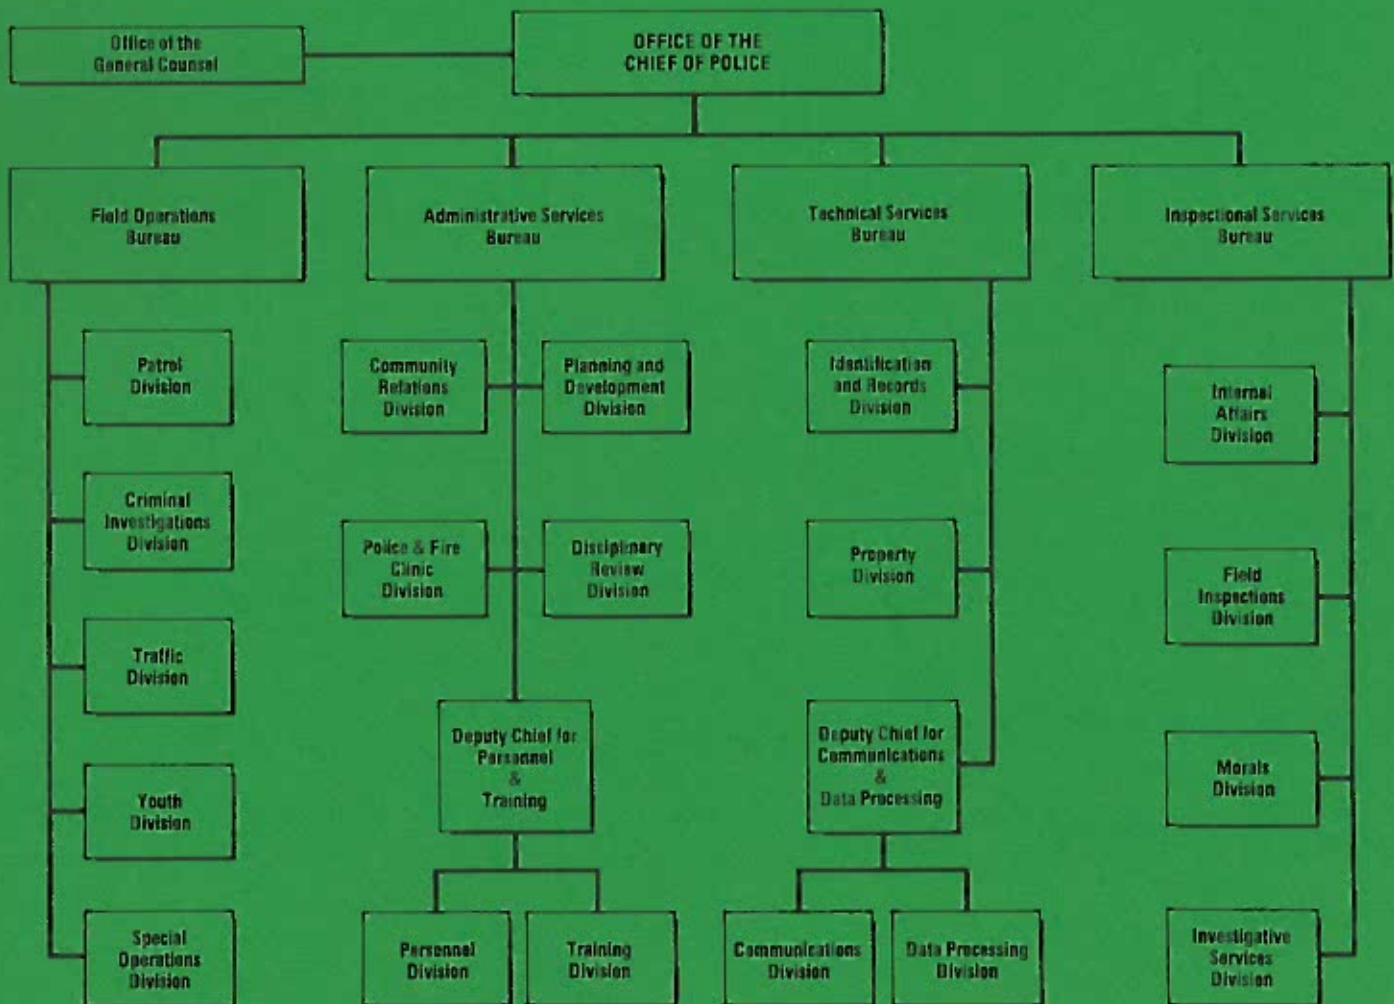 Office of the
General Counsel
OFFICE OF THE
CHIEF OF POLICE
Field Operations
Bureau
Administrative Services
Bureau
Technical Services
Bureau
Inspectional Services
Bureau
Patrol
Division
Criminal
Investigations
Division
Traffic
Division
Youth
Division
Special
Operations
Division
Community
Relations
Division
Planning and
Development
Division
Police & Fire
Clinic
Division
Disciplinary
Review
Division
Deputy Chief for
Personnel
&
Training
Personnel
Division
Training
Division
Identification
and Records
Division
Property
Division
Deputy Chief for
Communications
&
Data Processing
Communications
Division
Data Processing
Division
Internal
Affairs
Division
Field
Inspections
Division
Morals
Division
Investigative
Services
Division